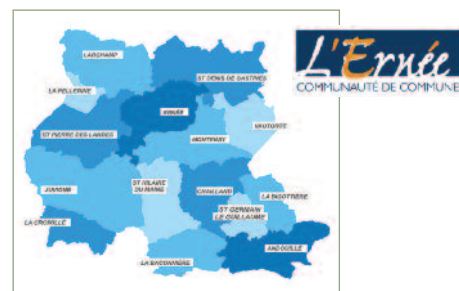 LARCHAMP
L'Ernée
COMMUNAUTÉ DE COMMUNE
ST DENIS DE GASTINES
LA PELLERINE
ERNÉE
VAUTORTE
ST PIERRE DES LANDES
MONTENAY
JUVIGNÉ
ST HILAIRE
DU MAINE
CHAILLAND
LA BIGOTTIÈRE
ST GERMAIN
LE GUILLAUME
LA CROIXILLE
ANDOUILLÉ
LA BACONNIÈRE